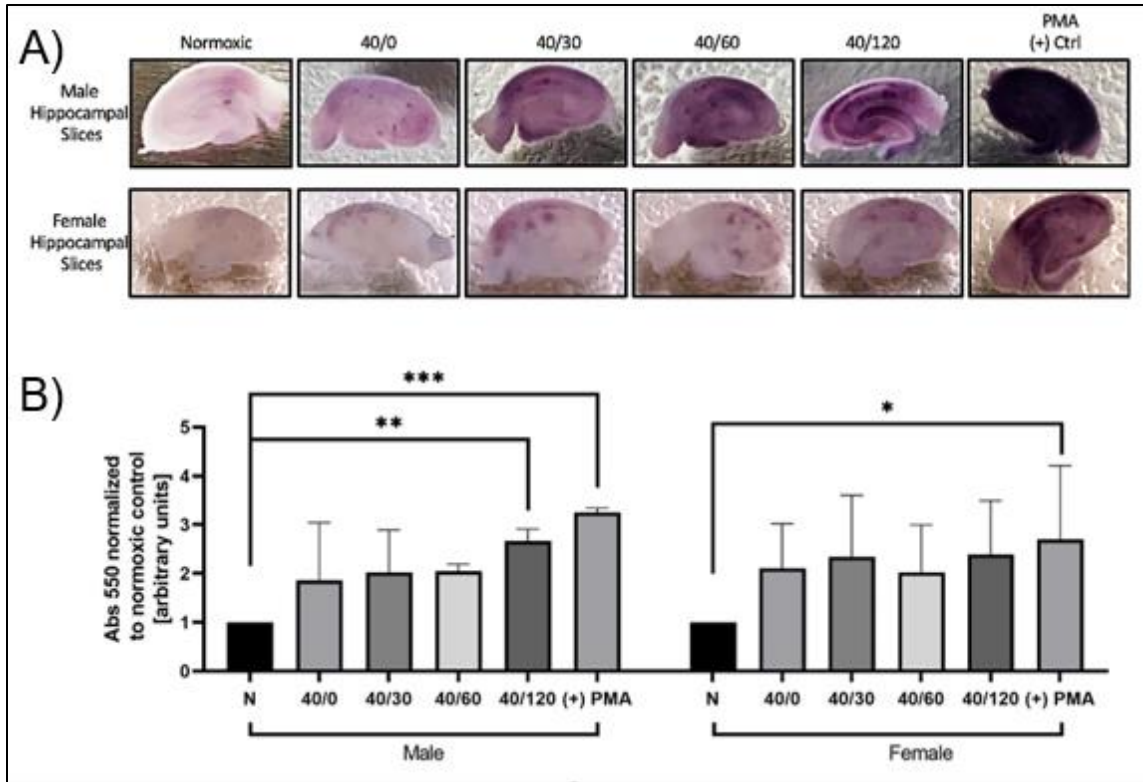 A)
Normoxic 40/0 40/30 40/60 40/120 PMA
(+) Ctrl
Male
Hippocampal
Slices
Female
Hippocampal
Slices
B)
Abs 550 normalized
to normoxic control
[arbitrary units]
5
4
3
2
1
0
***
**
*
N 40/0 40/30 40/60 40/120 (+) PMA N 40/0 40/30 40/60 40/120 (+) PMA
Male Female